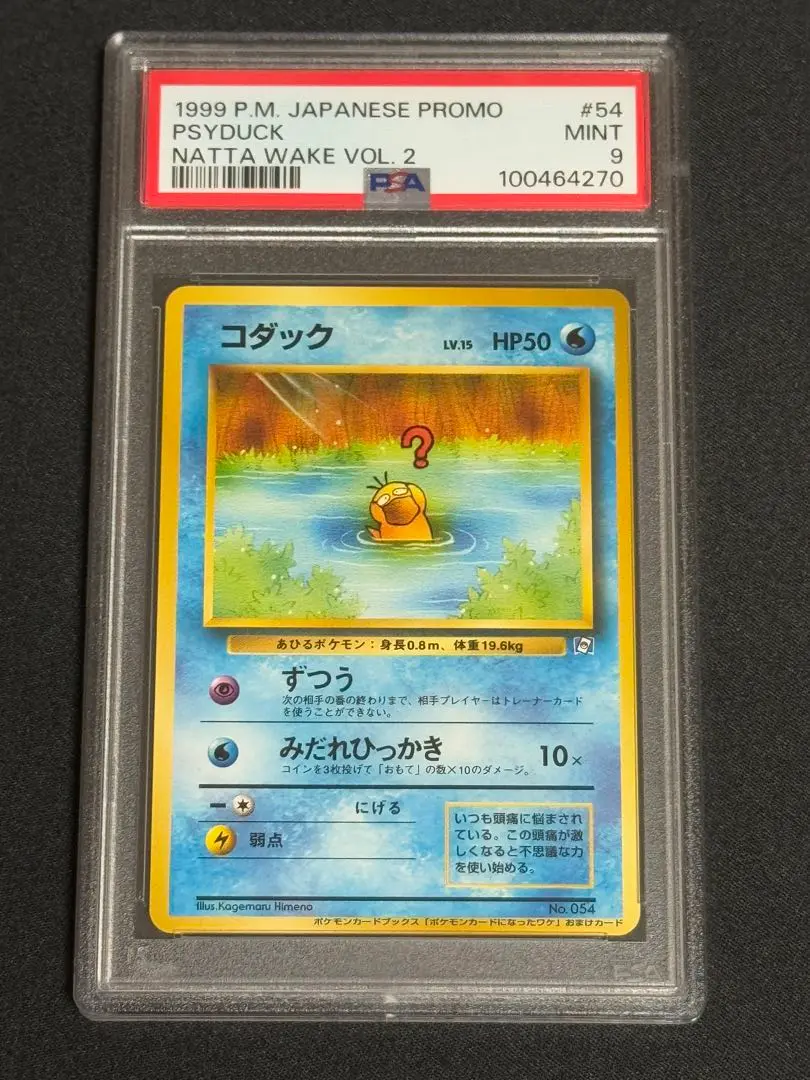 1999 P.M. JAPANESE PROMO #54
PSYDUCK MINT
NATTA WAKE VOL. 2 9
PSA 100464270
コダック LV.15 HP50
?
あひるポケモン：身長0.8m、体重19.6kg
ずつう
次の相手の番の終わりまで、相手プレイヤーはトレーナーカード
を使うことができない。
みだれひっかき 10×
コインを3枚投げて「おもて」の数×10のダメージ。
にげる
弱点
いつも頭痛に悩まされ
ている。この頭痛が激
しくなると不思議な力
を使い始める。
Illus.Kagemaru Himeno No.054
ポケモンカードブックス「ポケモンカードになったワケ」おまけカード